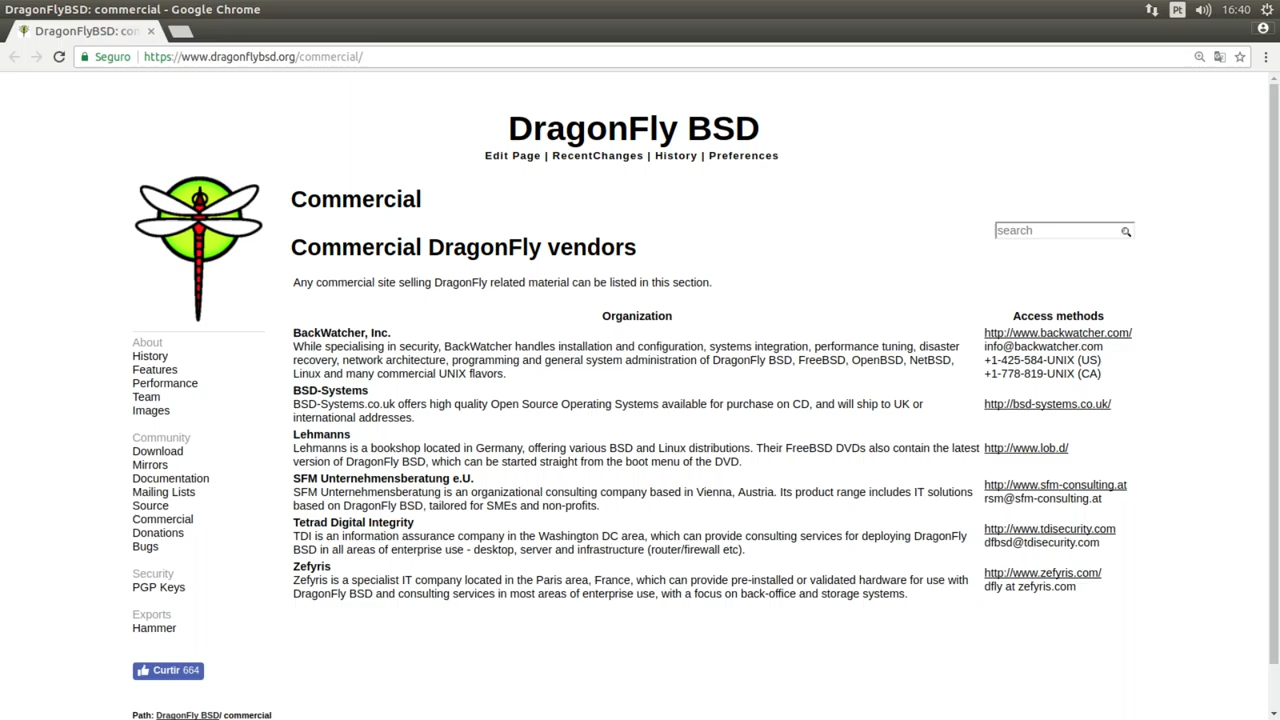 DragonFlyBSD: commercial - Google Chrome
Pt
16:40
DragonFlyBSD: con
Seguro
https://www.dragonflybsd.org/commercial/
DragonFly BSD
Edit Page | RecentChanges | History | Preferences
Commercial
search
Commercial DragonFly vendors
Any commercial site selling DragonFly related material can be listed in this section.
Organization
Access methods
BackWatcher, Inc.
While specialising in security, BackWatcher handles installation and configuration, systems integration, performance tuning, disaster
recovery, network architecture, programming and general system administration of DragonFly BSD, FreeBSD, OpenBSD, NetBSD,
Linux and many commercial UNIX flavors.
http://www.backwatcher.com/
info@backwatcher.com
+1-425-584-UNIX (US)
+1-778-819-UNIX (CA)
BSD-Systems
BSD-Systems.co.uk offers high quality Open Source Operating Systems available for purchase on CD, and will ship to UK or
international addresses.
http://bsd-systems.co.uk/
Lehmanns
Lehmanns is a bookshop located in Germany, offering various BSD and Linux distributions. Their FreeBSD DVDs also contain the latest
version of DragonFly BSD, which can be started straight from the boot menu of the DVD.
http://www.lob.d/
SFM Unternehmensberatung e.U.
SFM Unternehmensberatung is an organizational consulting company based in Vienna, Austria. Its product range includes IT solutions
based on DragonFly BSD, tailored for SMEs and non-profits.
http://www.sfm-consulting.at
rsm@sfm-consulting.at
Tetrad Digital Integrity
TDI is an information assurance company in the Washington DC area, which can provide consulting services for deploying DragonFly
BSD in all areas of enterprise use - desktop, server and infrastructure (router/firewall etc).
http://www.tdisecurity.com
dfbsd@tdisecurity.com
Zefyris
Zefyris is a specialist IT company located in the Paris area, France, which can provide pre-installed or validated hardware for use with
DragonFly BSD and consulting services in most areas of enterprise use, with a focus on back-office and storage systems.
http://www.zefyris.com/
dfly at zefyris.com
About
History
Features
Performance
Team
Images
Community
Download
Mirrors
Documentation
Mailing Lists
Source
Commercial
Donations
Bugs
Security
PGP Keys
Exports
Hammer
Curtir 664
Path: DragonFly BSD/ commercial